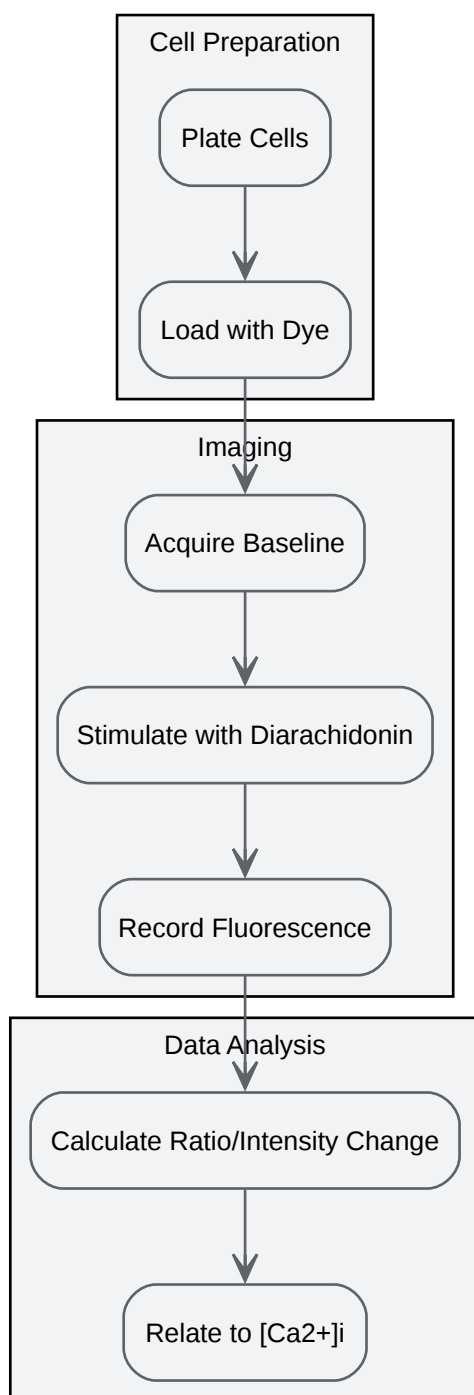 Cell Preparation
Plate Cells
Load with Dye
Imaging
Acquire Baseline
Stimulate with Diarachidonin
Record Fluorescence
Data Analysis
Calculate Ratio/Intensity Change
Relate to [Ca2+]i